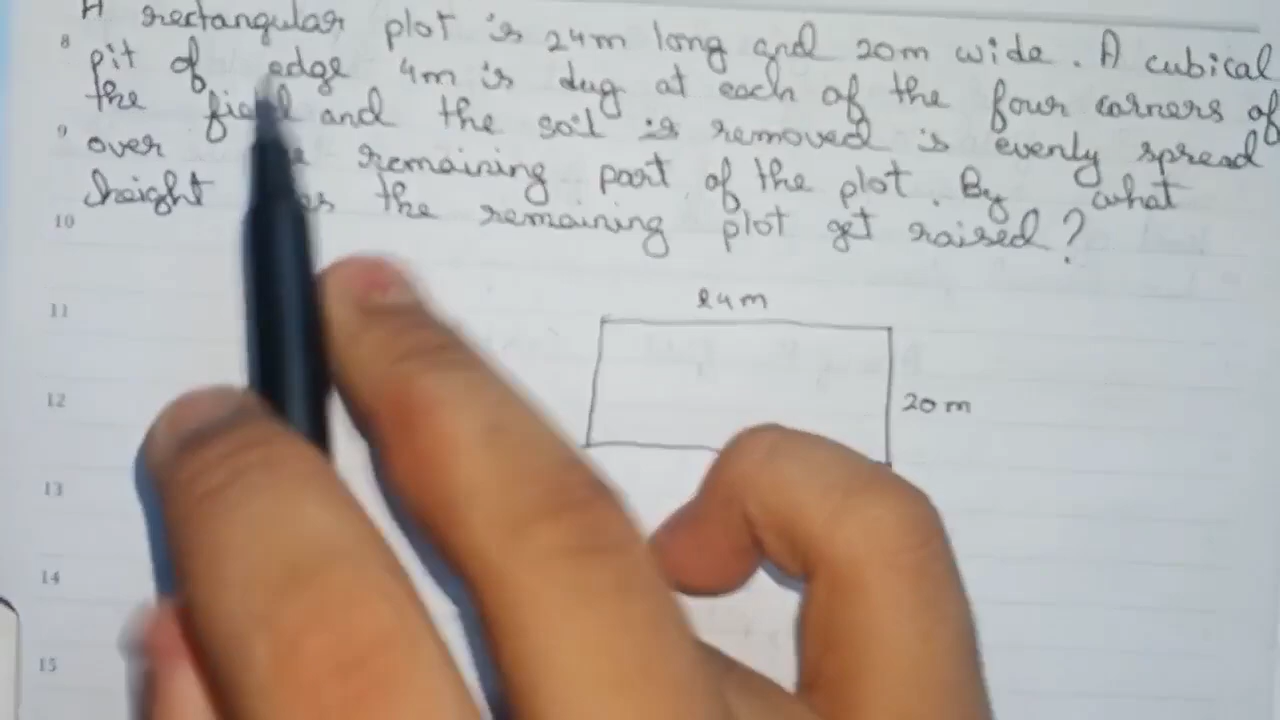 A rectangular plot is 24m long and 20m wide. A cubical
8
pit of edge 4m is dug at each of the four corners of
the and the soil is removed is evenly spread
9
over remaining part of the plot. By what
height the remaining plot get raised?
10
11
24m
12
20m
13
14
15